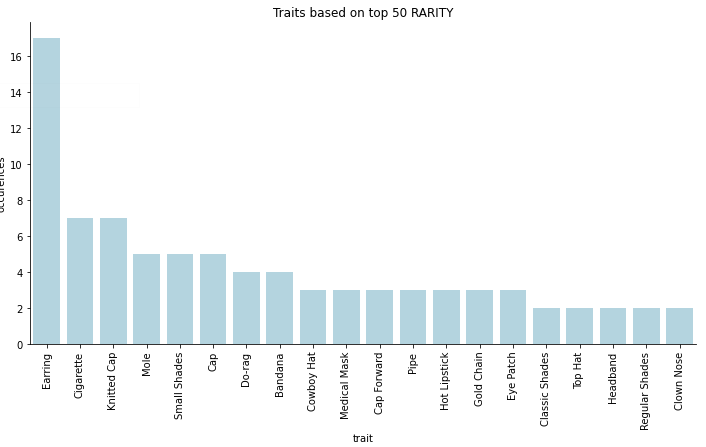 Traits based on top 50 RARITY
16
14
12
10
8
6
4
2
0
occurences
Earring
Cigarette
Knitted Cap
Mole
Small Shades
Cap
Do-rag
Bandana
Cowboy Hat
Medical Mask
Cap Forward
Pipe
Hot Lipstick
Gold Chain
Eye Patch
Classic Shades
Top Hat
Headband
Regular Shades
Clown Nose
trait